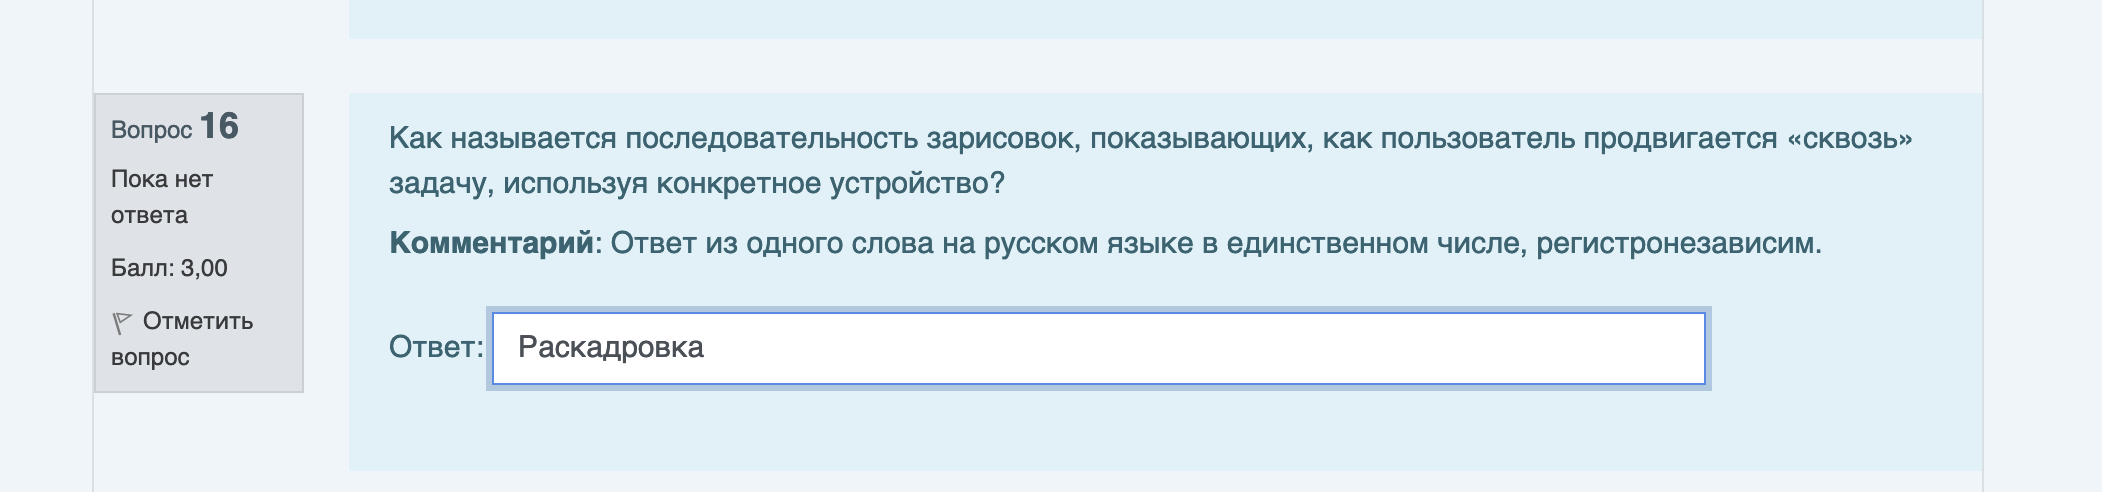 Вопрос 16
Пока нет
ответа
Балл: 3,00
Отметить
вопрос
Как называется последовательность зарисовок, показывающих, как пользователь продвигается «сквозь»
задачу, используя конкретное устройство?
Комментарий: Ответ из одного слова на русском языке в единственном числе, регистронезависим.
Ответ: Раскадровка